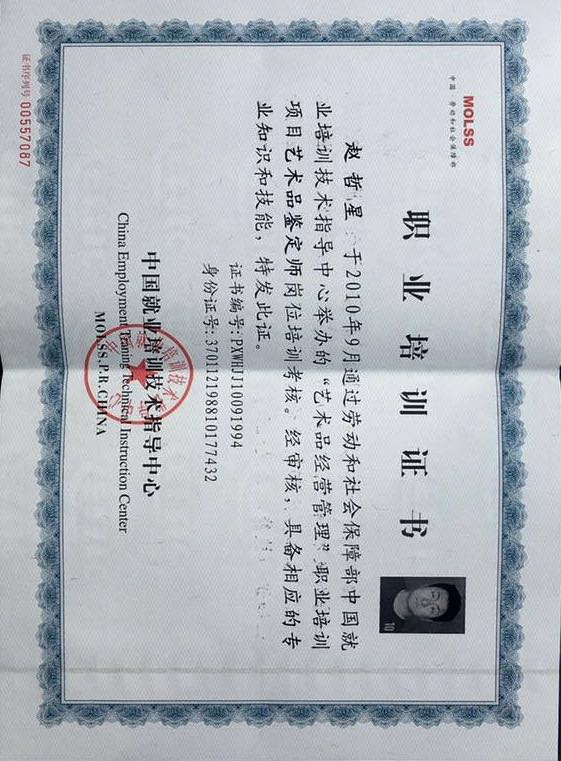 MOLSS
中国 劳动和社会保障部
职业培训证书
赵哲星 于2010年9月通过劳动和社会保障部中国就
业培训技术指导中心举办的“艺术品经营管理”职业培训
项目艺术品鉴定师岗位培训考核。经审核，具备相应的专
业知识和技能，特发此证。
证书编号:PXWHJJ10091994
身份证号:370112198810177432
中国就业培训技术指导中心
China Employment Training Technical Instruction Center
MOLSS.P.R.CHINA
证书序列号 00557087